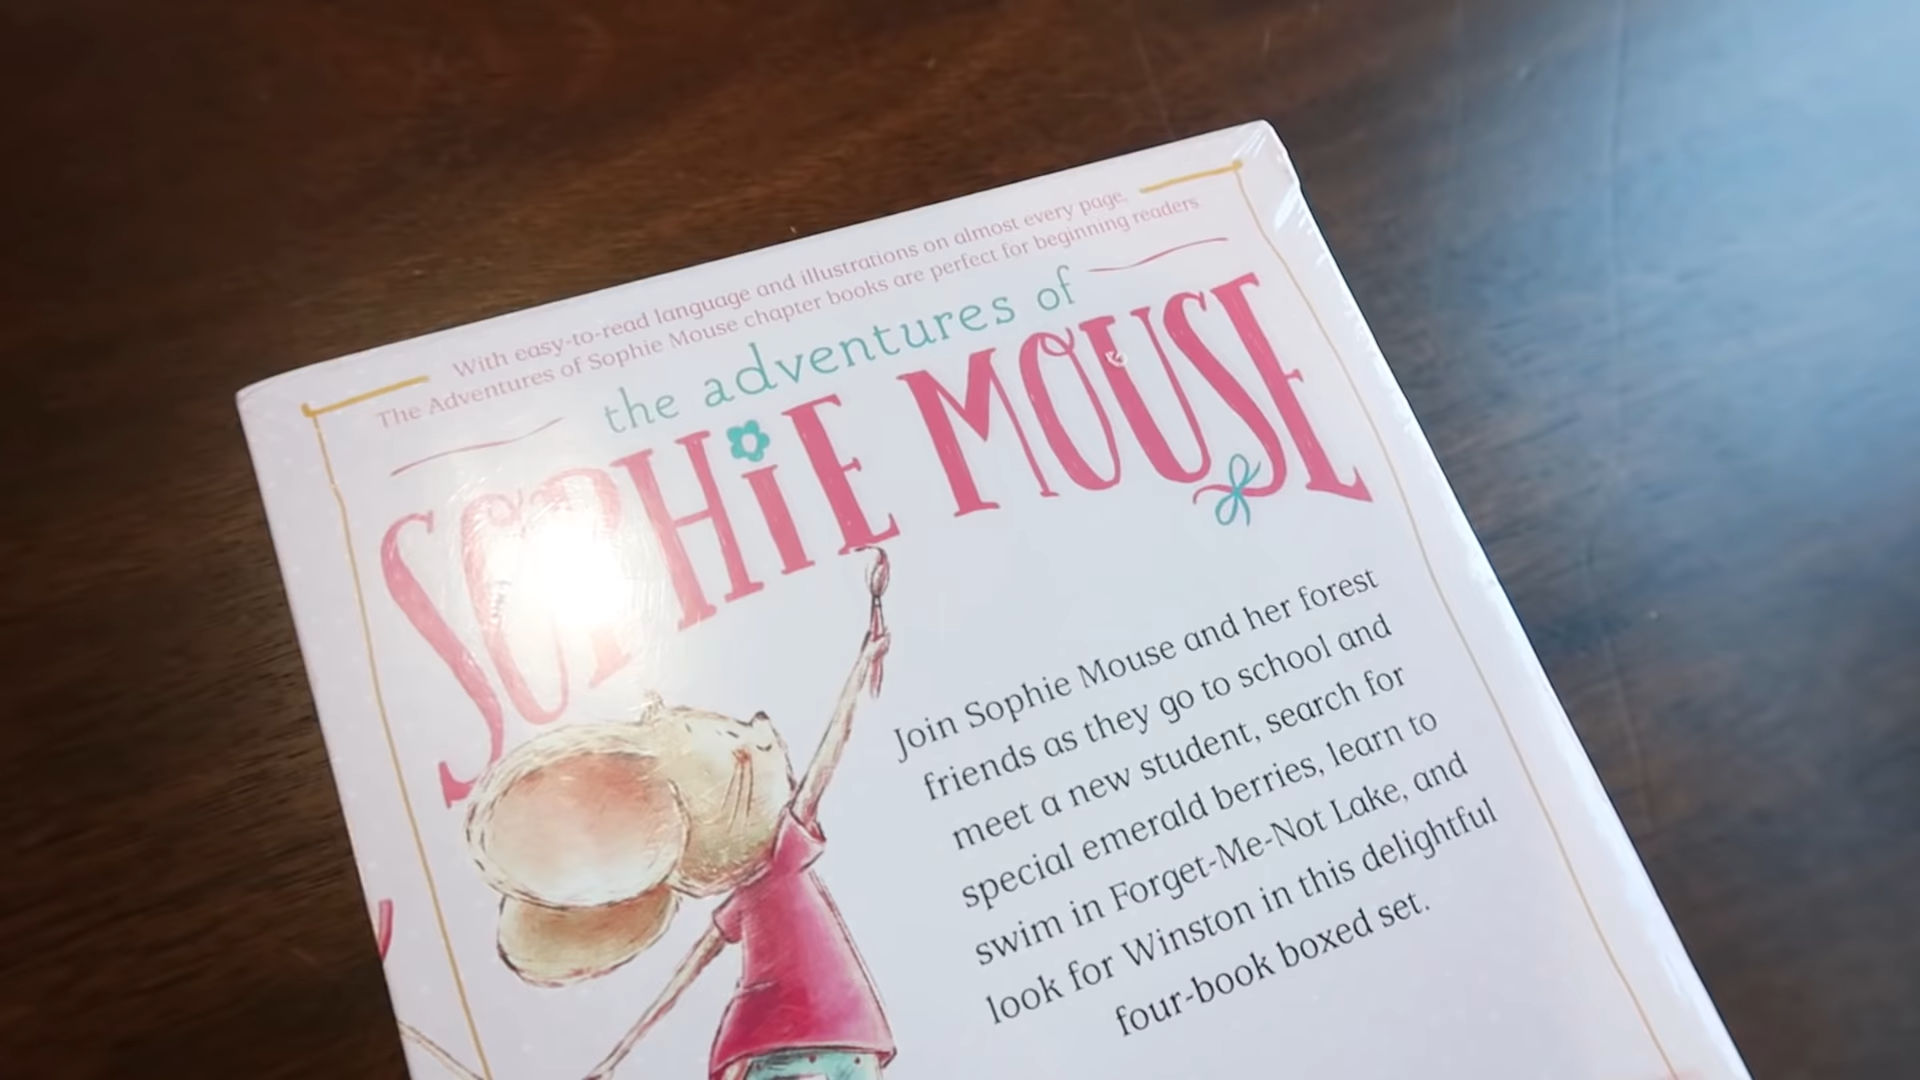 With easy-to-read language and illustrations on almost every page,
The Adventures of Sophie Mouse chapter books are perfect for beginning readers.
the adventures of
SOPHiE MOUSE
Join Sophie Mouse and her forest
friends as they go to school and
meet a new student, search for
special emerald berries, learn to
swim in Forget-Me-Not Lake, and
look for Winston in this delightful
four-book boxed set.